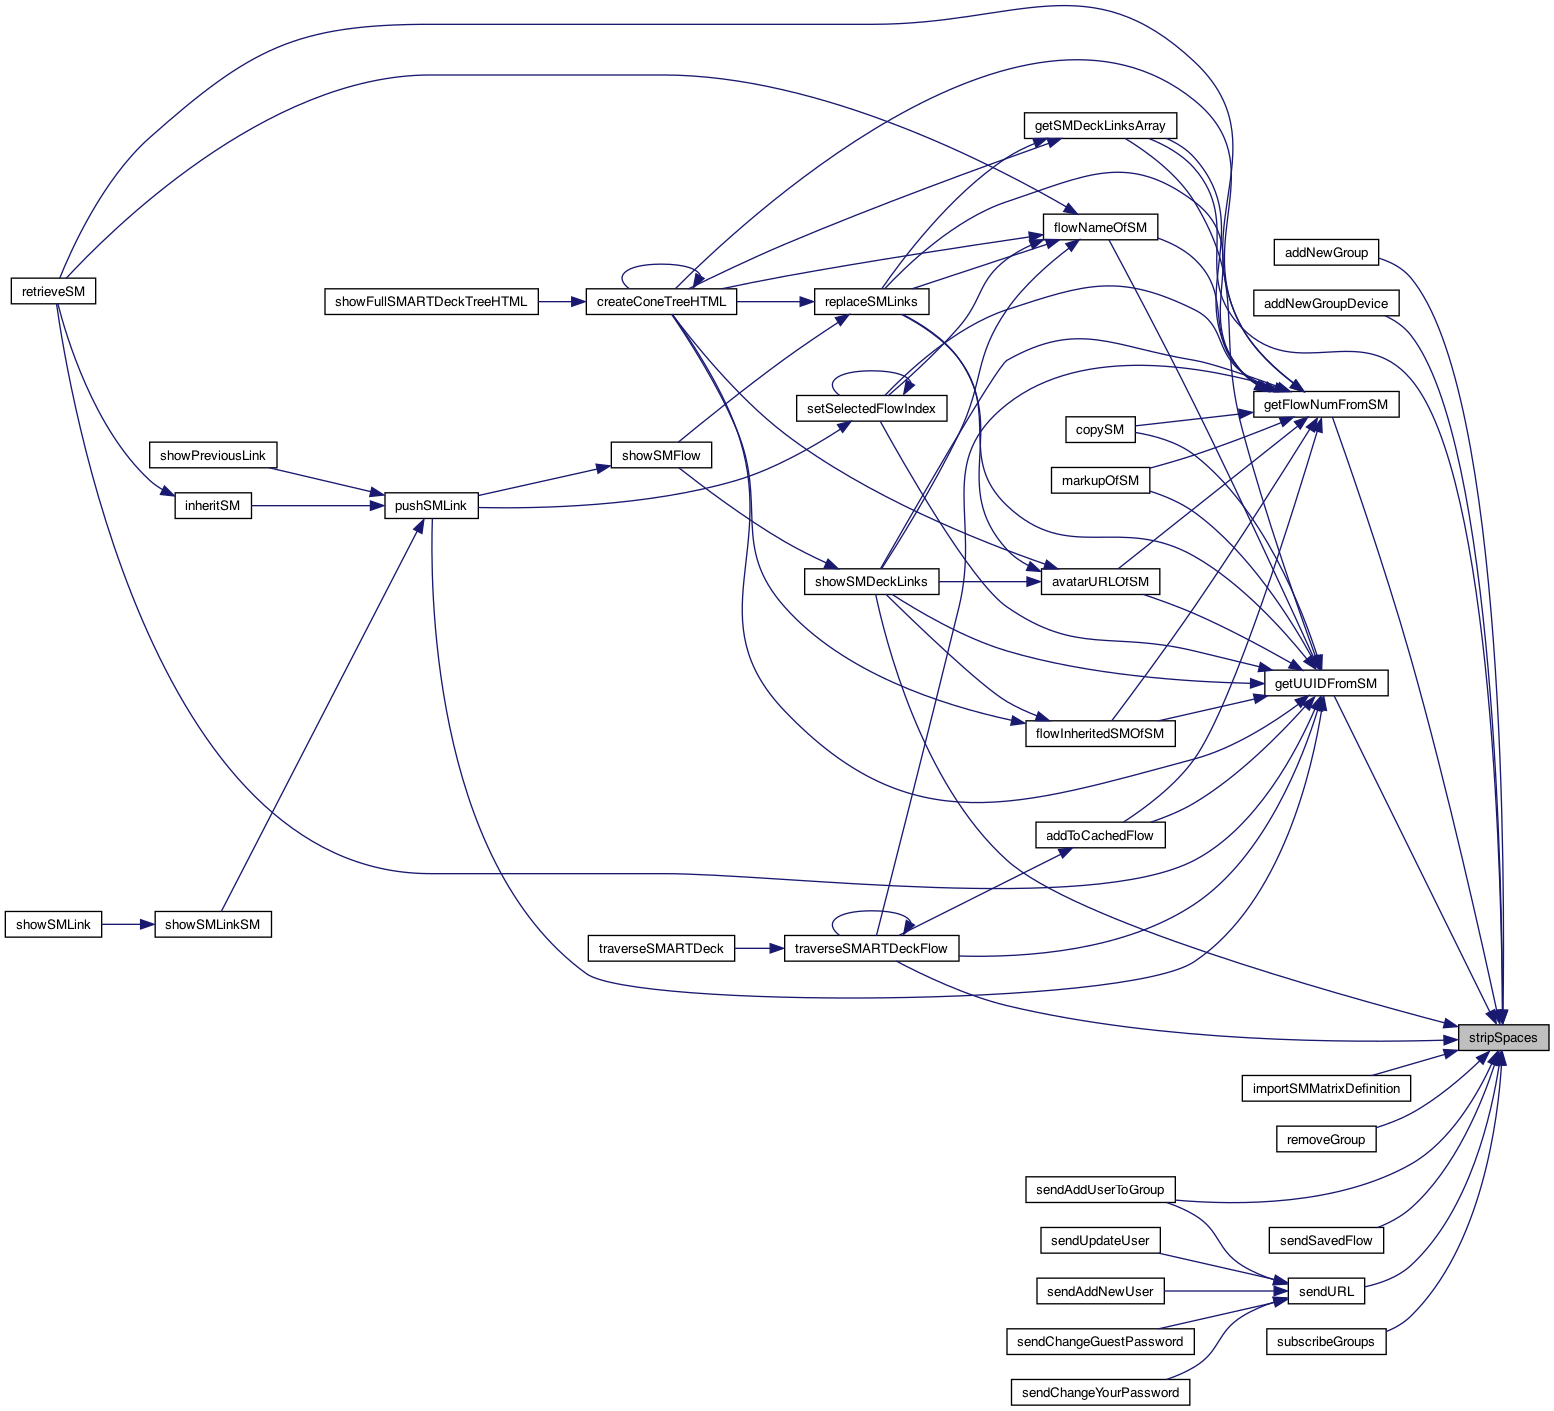 getSMDeckLinksArray
flowNameOfSM
addNewGroup
retrieveSM
showFullSMARTDeckTreeHTML
createConeTreeHTML
replaceSMLinks
addNewGroupDevice
setSelectedFlowIndex
getFlowNumFromSM
copySM
showPreviousLink
showSMFlow
markupOfSM
inheritSM
pushSMLink
showSMDeckLinks
avatarURLOfSM
getUUIDFromSM
flowInheritedSMOfSM
addToCachedFlow
showSMLink
showSMLinkSM
traverseSMARTDeck
traverseSMARTDeckFlow
stripSpaces
importSMMatrixDefinition
removeGroup
sendAddUserToGroup
sendUpdateUser
sendSavedFlow
sendAddNewUser
sendURL
sendChangeGuestPassword
subscribeGroups
sendChangeYourPassword